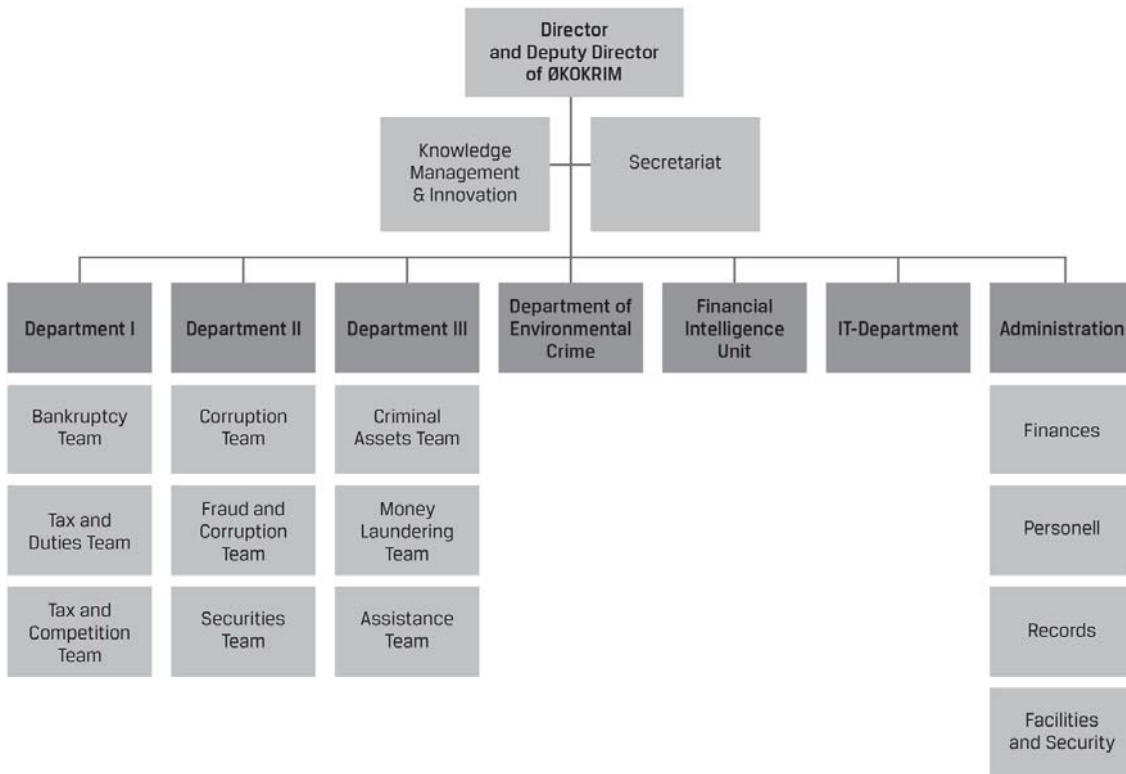 Director
and Deputy Director
of ØKOKRIM
Knowledge
Management
& Innovation
Secretariat
Department I
Department II
Department III
Department of
Environmental
Crime
Financial
Intelligence
Unit
IT-Department
Administration
Bankruptcy
Team
Corruption
Team
Criminal
Assets Team
Finances
Tax and
Duties Team
Fraud and
Corruption
Team
Money
Laundering
Team
Personell
Tax and
Competition
Team
Securities
Team
Assistance
Team
Records
Facilities
and Security